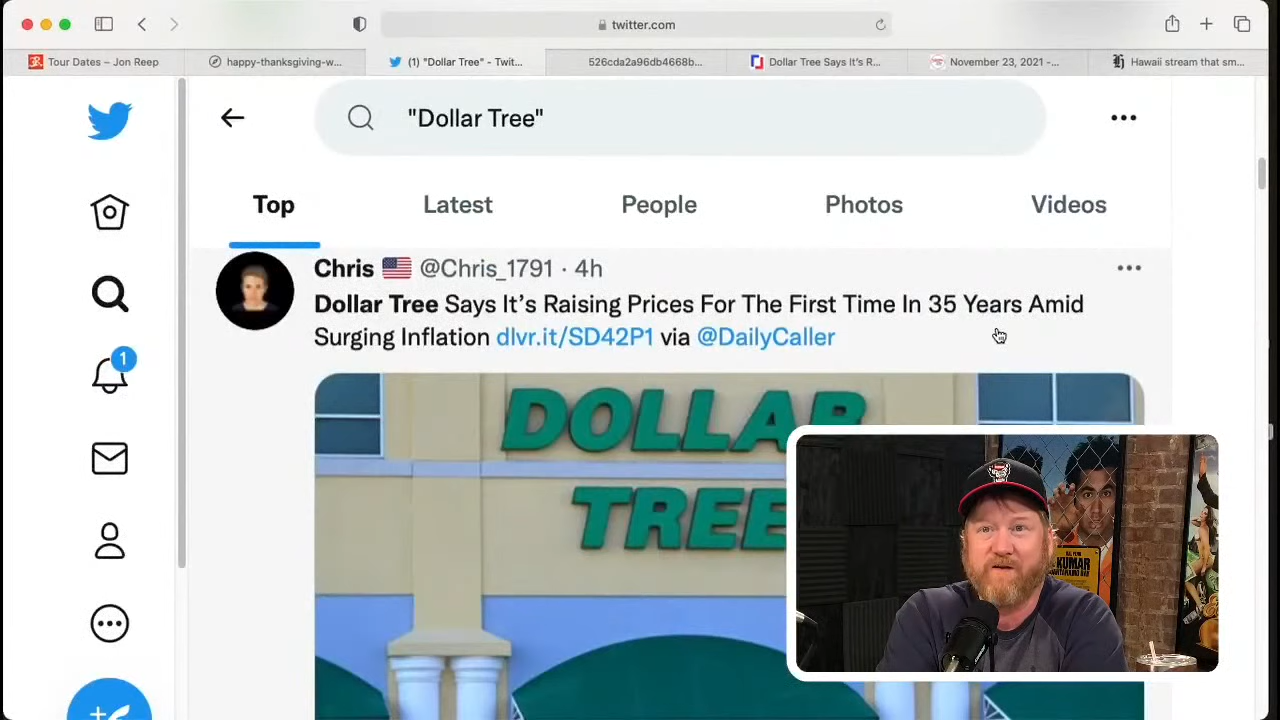 twitter.com
Tour Dates – Jon Reep
happy-thanksgiving-w...
(1) "Dollar Tree" - Twit...
526cda2a96db4668b...
Dollar Tree Says It's R...
November 23, 2021 -...
Hawaii stream that sm...
"Dollar Tree"
Top
Latest
People
Photos
Videos
Chris @Chris_1791 · 4h
Dollar Tree Says It’s Raising Prices For The First Time In 35 Years Amid
Surging Inflation dlvr.it/SD42P1 via @DailyCaller
1
DOLLAR
TREE
KUMAR